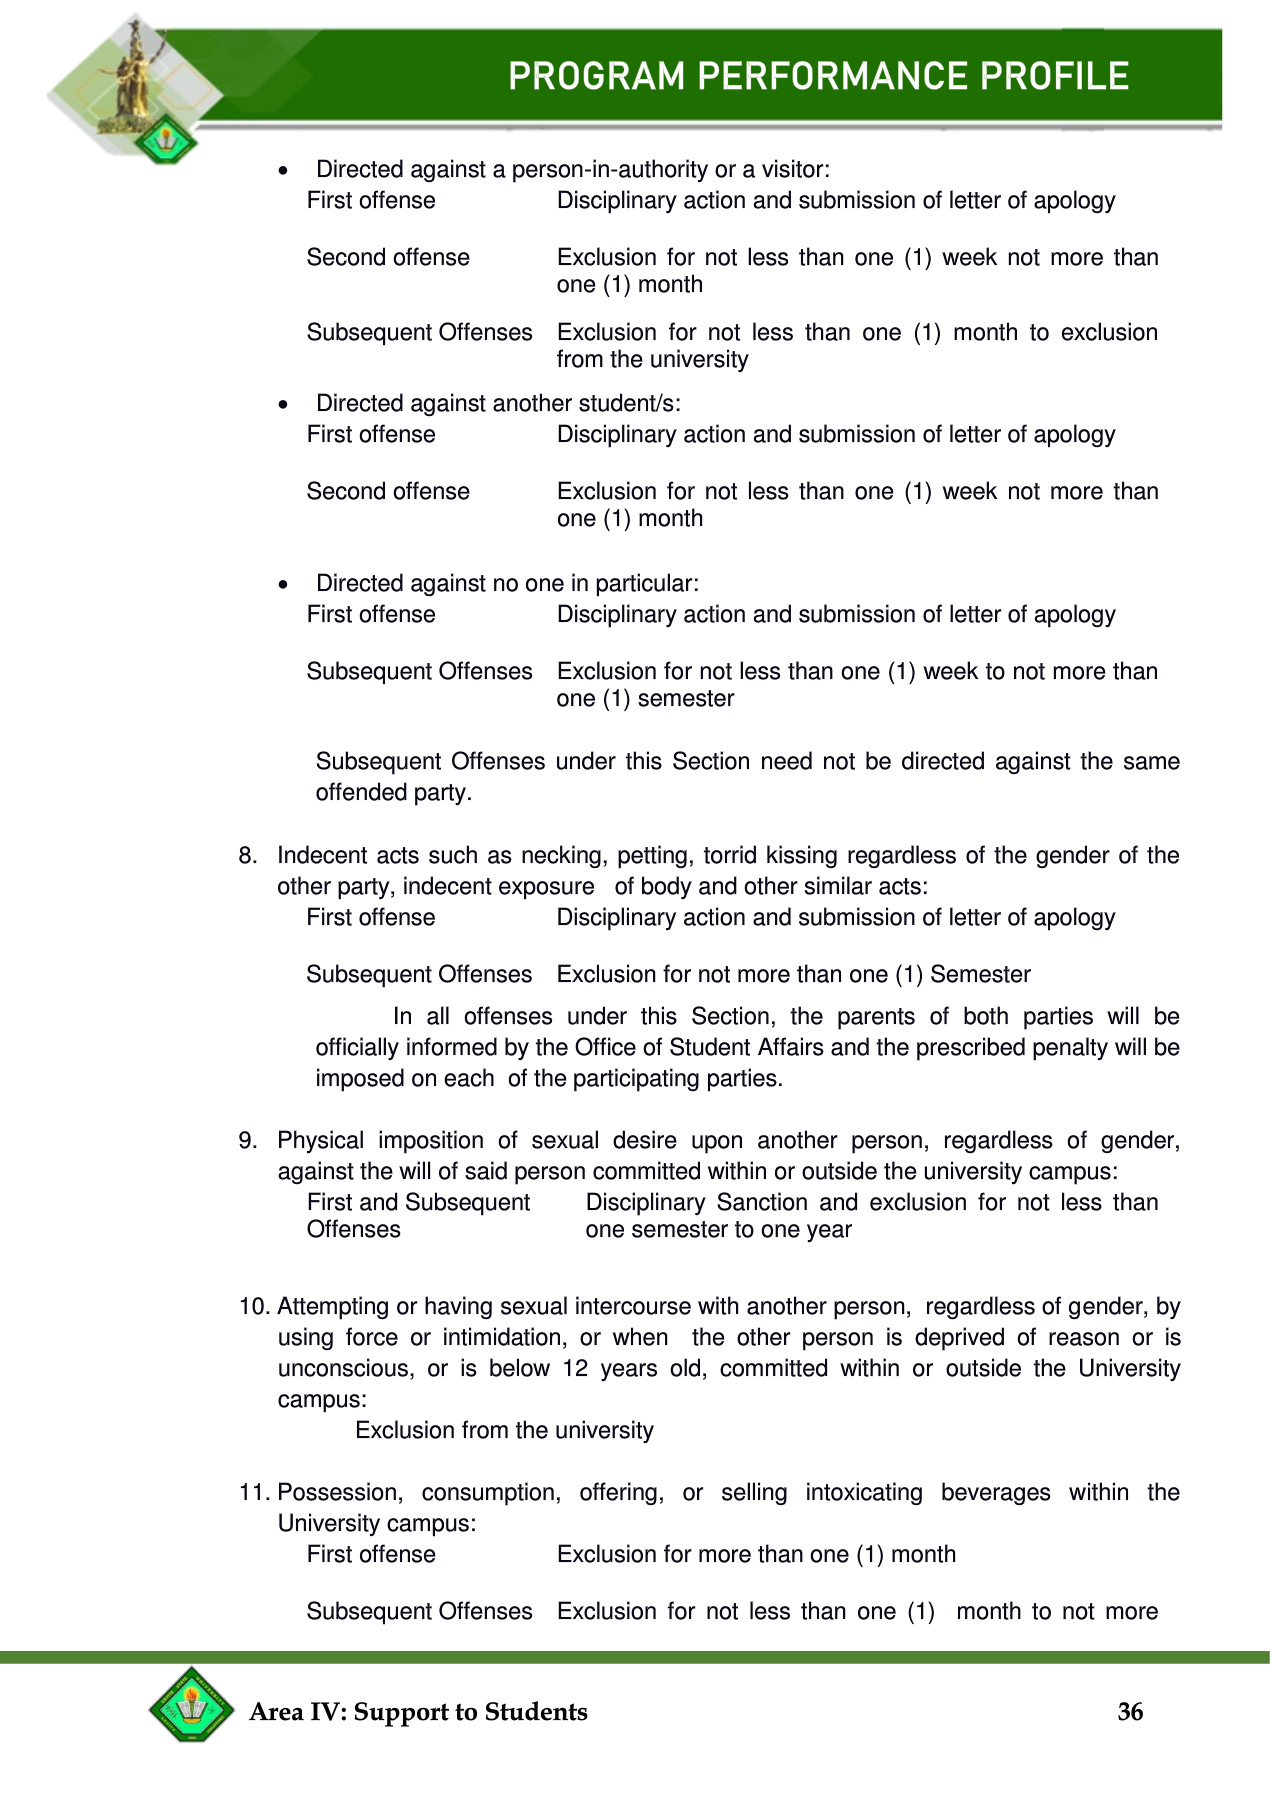 PROGRAM PERFORMANCE PROFILE
• Directed against a person-in-authority or a visitor:
First offense Disciplinary action and submission of letter of apology
Second offense Exclusion for not less than one (1) week not more than
one (1) month
Subsequent Offenses Exclusion for not less than one (1) month to exclusion
from the university
• Directed against another student/s:
First offense Disciplinary action and submission of letter of apology
Second offense Exclusion for not less than one (1) week not more than
one (1) month
• Directed against no one in particular:
First offense Disciplinary action and submission of letter of apology
Subsequent Offenses Exclusion for not less than one (1) week to not more than
one (1) semester
Subsequent Offenses under this Section need not be directed against the same
offended party.
8. Indecent acts such as necking, petting, torrid kissing regardless of the gender of the
other party, indecent exposure of body and other similar acts:
First offense Disciplinary action and submission of letter of apology
Subsequent Offenses Exclusion for not more than one (1) Semester
In all offenses under this Section, the parents of both parties will be
officially informed by the Office of Student Affairs and the prescribed penalty will be
imposed on each of the participating parties.
9. Physical imposition of sexual desire upon another person, regardless of gender,
against the will of said person committed within or outside the university campus:
First and Subsequent Disciplinary Sanction and exclusion for not less than
Offenses one semester to one year
10. Attempting or having sexual intercourse with another person, regardless of gender, by
using force or intimidation, or when the other person is deprived of reason or is
unconscious, or is below 12 years old, committed within or outside the University
campus:
Exclusion from the university
11. Possession, consumption, offering, or selling intoxicating beverages within the
University campus:
First offense Exclusion for more than one (1) month
Subsequent Offenses Exclusion for not less than one (1) month to not more
Area IV: Support to Students 36